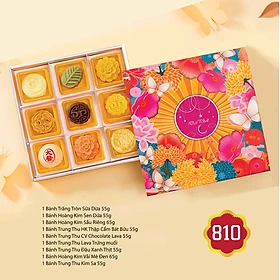 1 Bánh Trăng Tròn Sữa Dừa 55g
1 Bánh Hoàng Kim Sen Dứa 55g
1 Bánh Hoàng Kim Sầu Riêng 65g
1 Bánh Trung Thu HK Thập Cẩm Bát Bửu 55g
1 Bánh Trung Thu CV Chocolate Lava 55g
1 Bánh Trung Thu Lava Trứng muối
1 Bánh Trung Thu Đậu Xanh Thịt 55g
1 Bánh Hoàng Kim Vải Mè Đen 65g
1 Bánh Trung Thu Kim Sa 55g
810